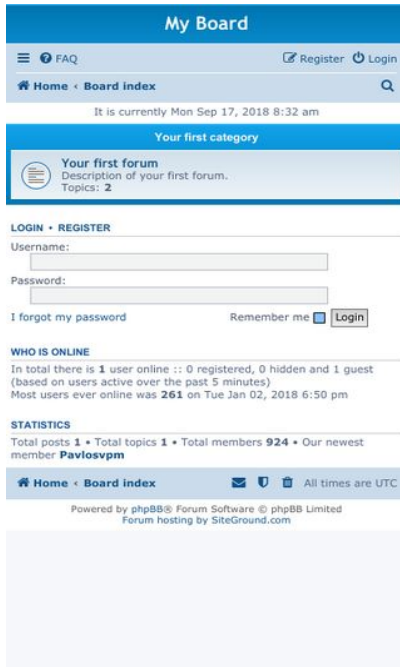 My Board
FAQ Register Login
Home ‹ Board index
It is currently Mon Sep 17, 2018 8:32 am
Your first category
Your first forum
Description of your first forum.
Topics: 2
LOGIN • REGISTER
Username:
Password:
I forgot my password Remember me Login
WHO IS ONLINE
In total there is 1 user online :: 0 registered, 0 hidden and 1 guest
(based on users active over the past 5 minutes)
Most users ever online was 261 on Tue Jan 02, 2018 6:50 pm
STATISTICS
Total posts 1 • Total topics 1 • Total members 924 • Our newest
member Pavlosvpm
Home ‹ Board index All times are UTC
Powered by phpBB® Forum Software © phpBB Limited
Forum hosting by SiteGround.com